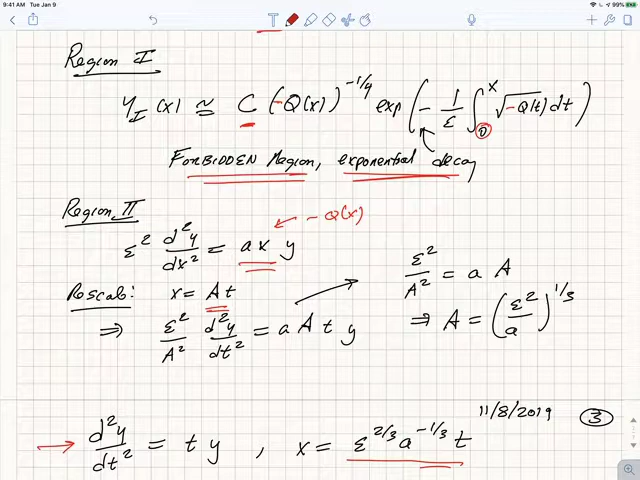 9:41 AM Tue Jan 9
99%
Region I
y_I (x) ≅ C (-Q(x))^{-1/4} exp(- 1/ε ∫_0^x √(-Q(t)) dt)
FORBIDDEN Region, exponential decay
Region II
← - Q(x)
ε² d²y/dx² = ax y
Rescale: x = At
ε²/A² = a A
⇒ ε²/A² d²y/dt² = a A t y
⇒ A = (ε²/a)^{1/3}
11/8/2019 3
→ d²y/dt² = t y , x = ε^{2/3} a^{-1/3} t